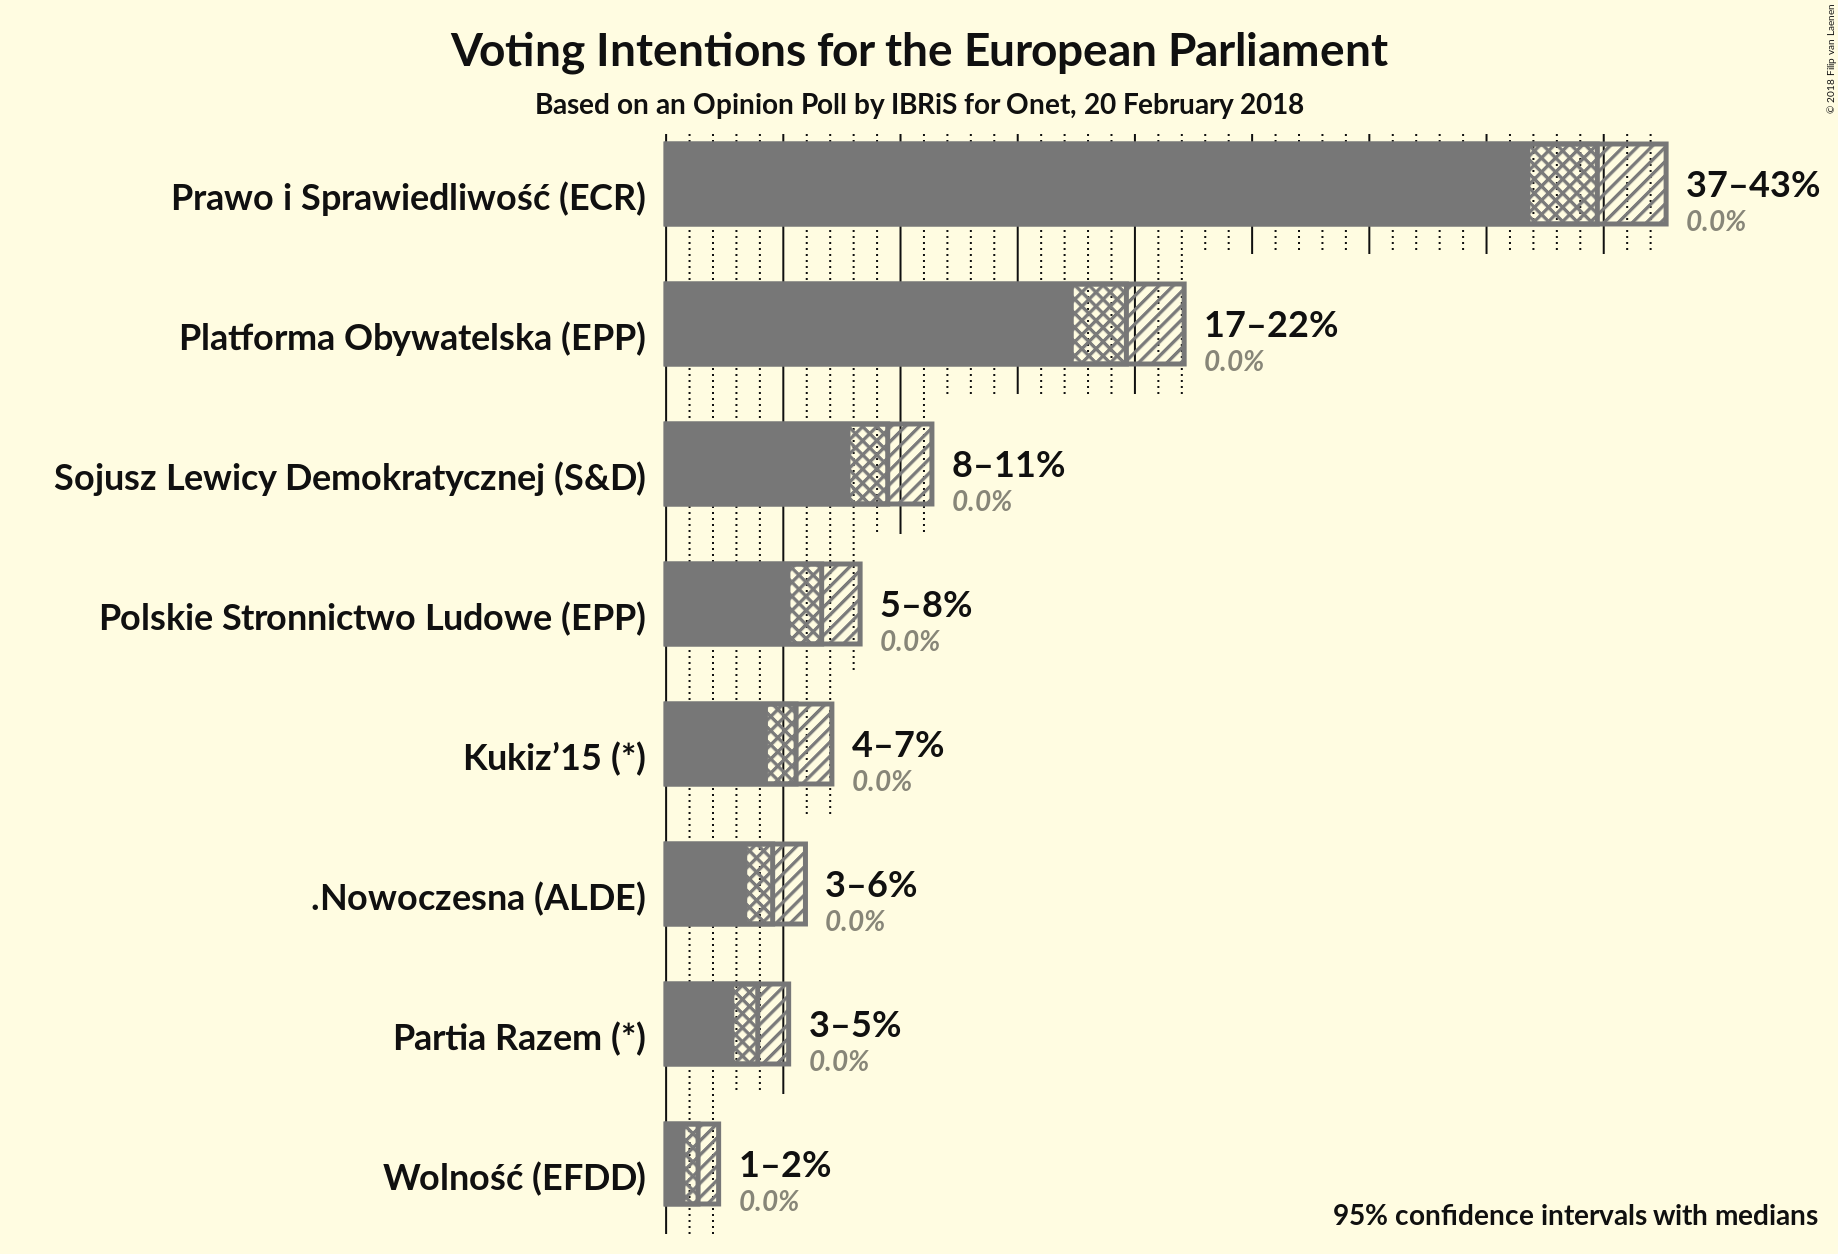 Voting Intentions for the European Parliament
Based on an Opinion Poll by IBRiS for Onet, 20 February 2018
© 2018 Filip van Laenen
Prawo i Sprawiedliwość (ECR)
37–43%
0.0%
Platforma Obywatelska (EPP)
17–22%
0.0%
Sojusz Lewicy Demokratycznej (S&D)
8–11%
0.0%
Polskie Stronnictwo Ludowe (EPP)
5–8%
0.0%
Kukiz’15 (*)
4–7%
0.0%
.Nowoczesna (ALDE)
3–6%
0.0%
Partia Razem (*)
3–5%
0.0%
Wolność (EFDD)
1–2%
0.0%
95% confidence intervals with medians